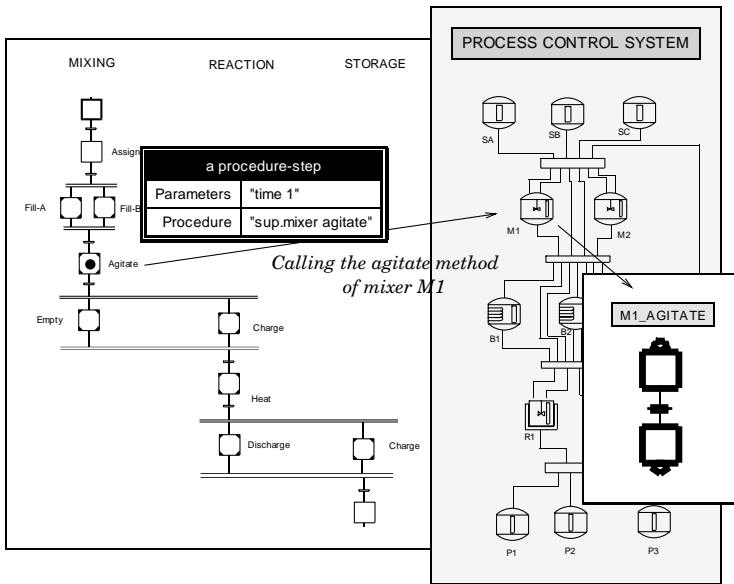 PROCESS CONTROL SYSTEM
MIXING
REACTION
STORAGE
SA
SB
SC
Assign
a procedure-step
Parameters "time 1"
Procedure "sup.mixer agitate"
Fill-A
Fill-B
M1
M2
Agitate
Calling the agitate method
of mixer M1
Empty
Charge
B1
B2
M1_AGITATE
Heat
R1
Discharge
Charge
P1
P2
P3